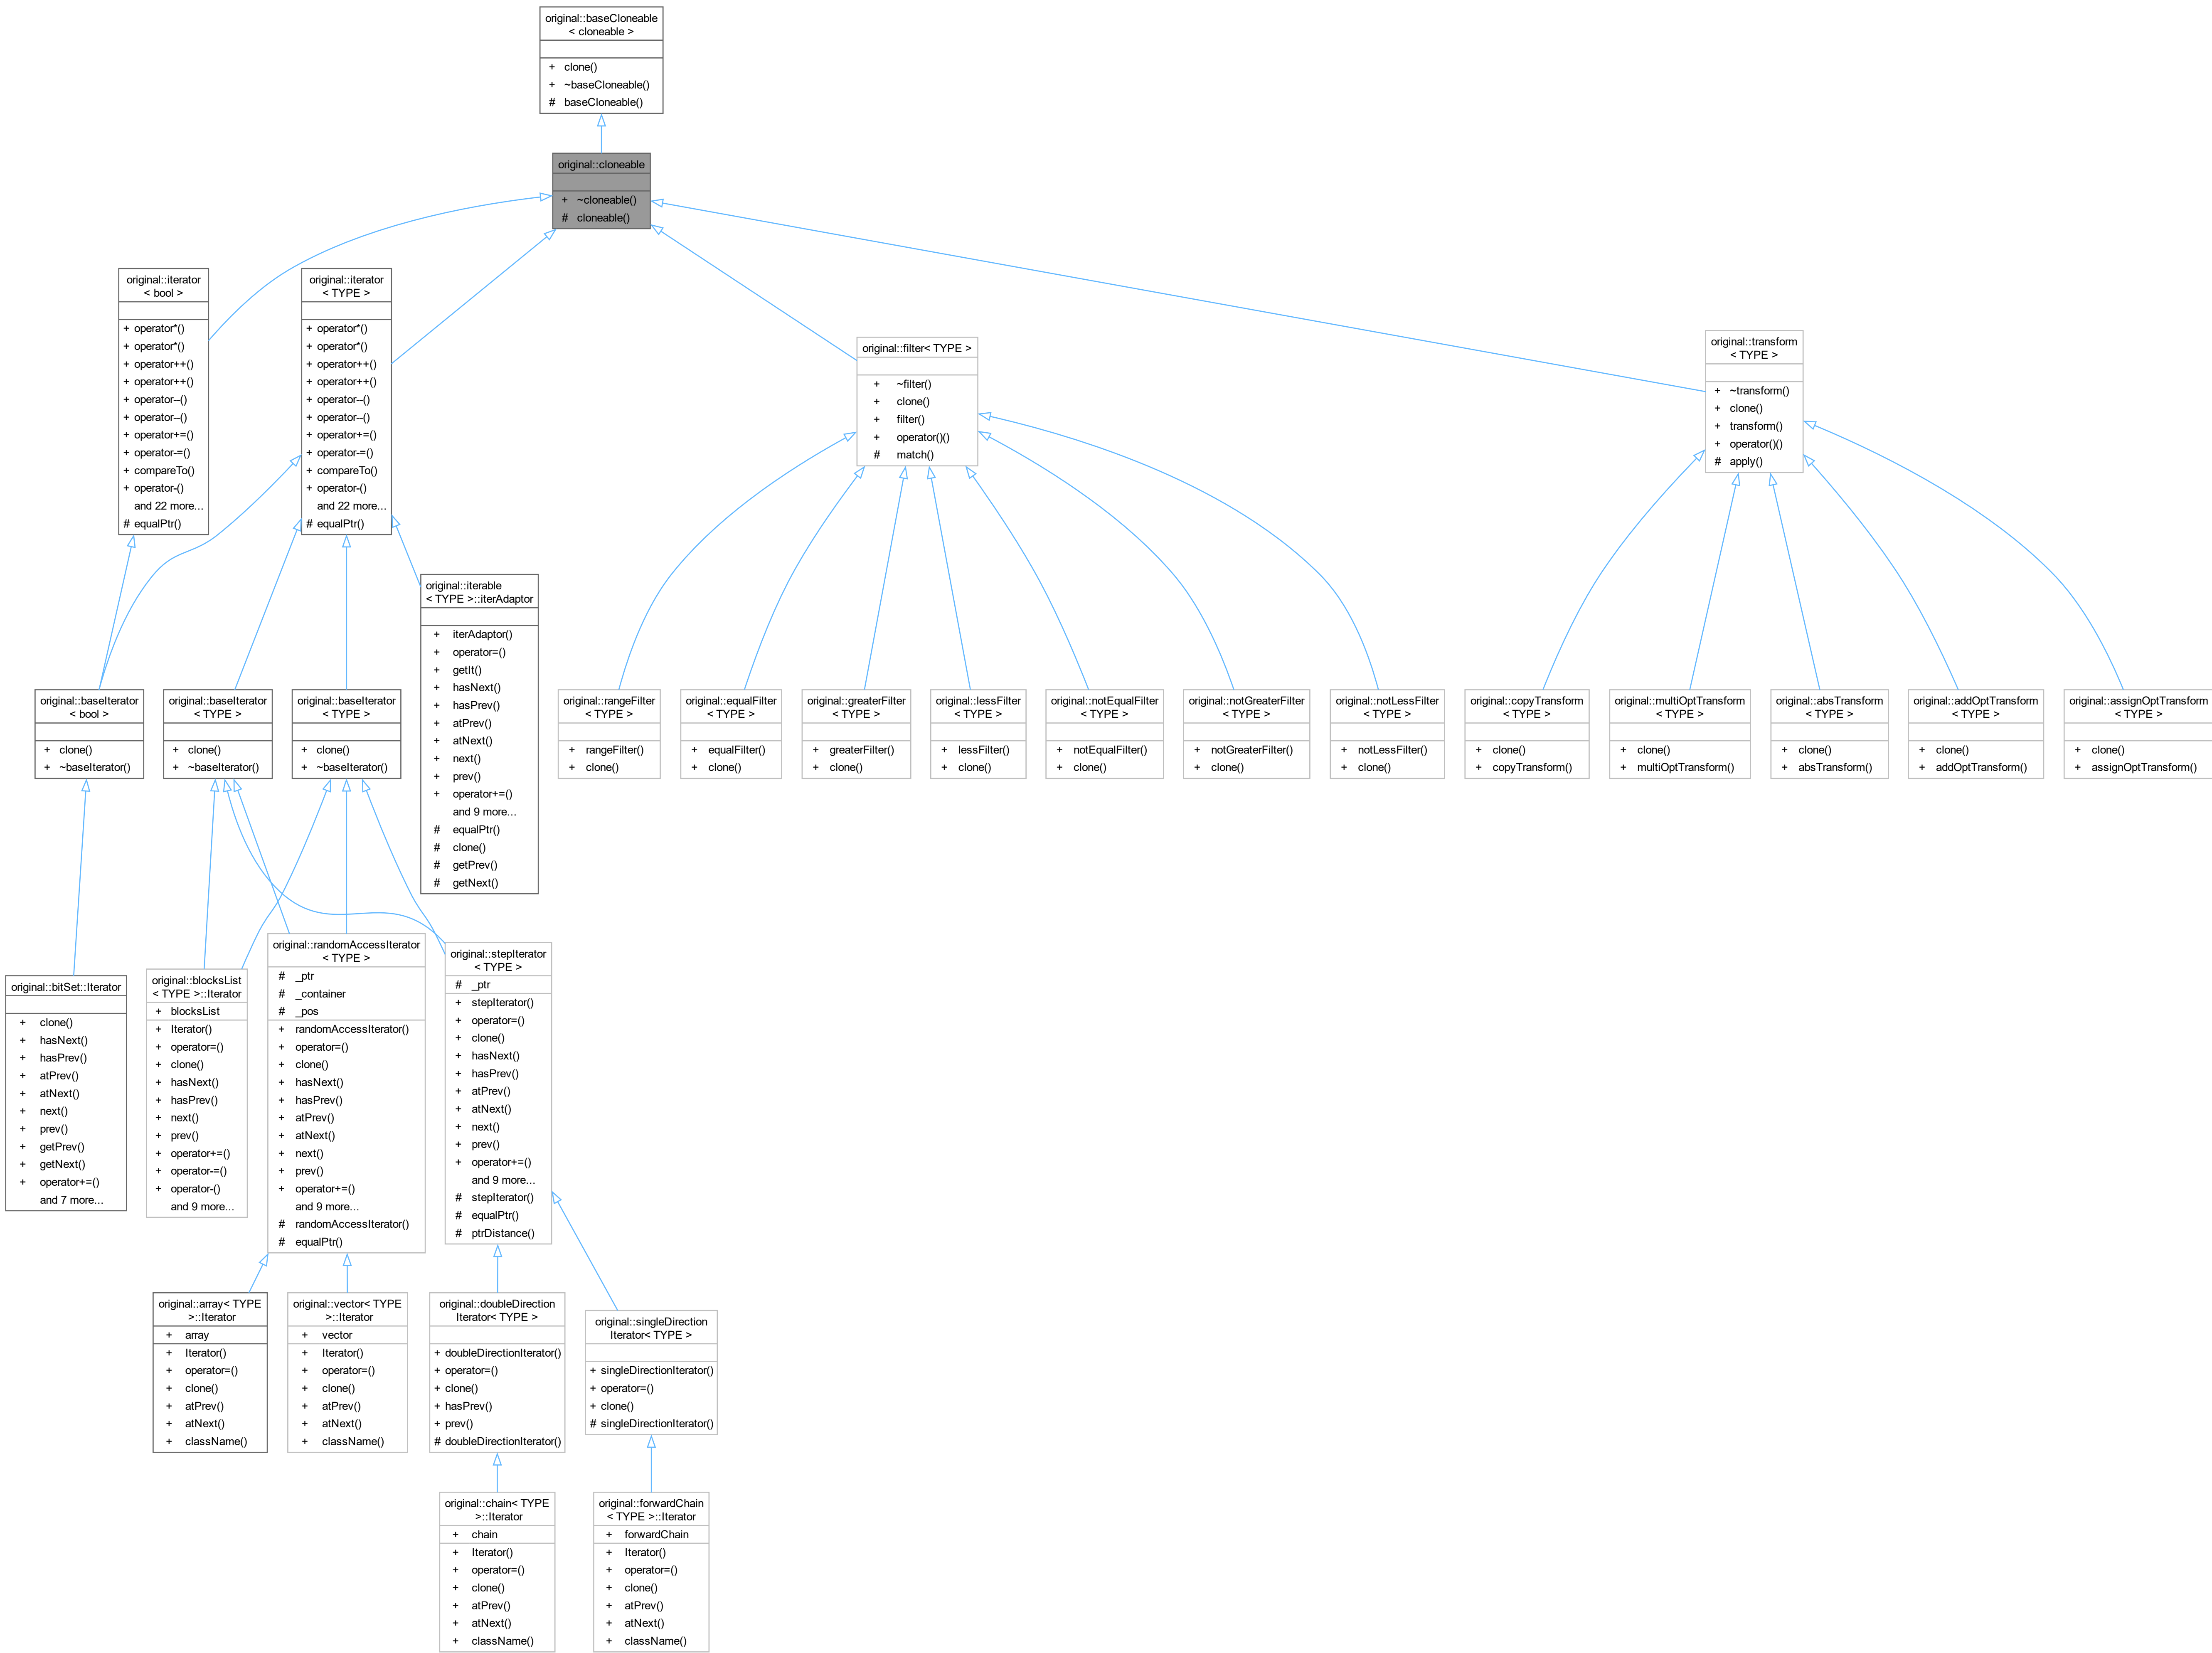 original::baseCloneable
< cloneable >
+ clone()
+ ~baseCloneable()
# baseCloneable()
original::cloneable
+ ~cloneable()
# cloneable()
original::iterator
< bool >
+ operator*()
+ operator*()
+ operator++()
+ operator++()
+ operator--()
+ operator--()
+ operator+=()
+ operator-=()
+ compareTo()
+ operator-()
and 22 more...
# equalPtr()
original::iterator
< TYPE >
+ operator*()
+ operator*()
+ operator++()
+ operator++()
+ operator--()
+ operator--()
+ operator+=()
+ operator-=()
+ compareTo()
+ operator-()
and 22 more...
# equalPtr()
original::filter< TYPE >
+ ~filter()
+ clone()
+ filter()
+ operator()()
# match()
original::transform
< TYPE >
+ ~transform()
+ clone()
+ transform()
+ operator()()
# apply()
original::iterable
< TYPE >::iterAdaptor
+ iterAdaptor()
+ operator=()
+ getIt()
+ hasNext()
+ hasPrev()
+ atPrev()
+ atNext()
+ next()
+ prev()
+ operator+=()
and 9 more...
# equalPtr()
# clone()
# getPrev()
# getNext()
original::baseIterator
< bool >
+ clone()
+ ~baseIterator()
original::baseIterator
< TYPE >
+ clone()
+ ~baseIterator()
original::baseIterator
< TYPE >
+ clone()
+ ~baseIterator()
original::rangeFilter
< TYPE >
+ rangeFilter()
+ clone()
original::equalFilter
< TYPE >
+ equalFilter()
+ clone()
original::greaterFilter
< TYPE >
+ greaterFilter()
+ clone()
original::lessFilter
< TYPE >
+ lessFilter()
+ clone()
original::notEqualFilter
< TYPE >
+ notEqualFilter()
+ clone()
original::notGreaterFilter
< TYPE >
+ notGreaterFilter()
+ clone()
original::notLessFilter
< TYPE >
+ notLessFilter()
+ clone()
original::copyTransform
< TYPE >
+ clone()
+ copyTransform()
original::multiOptTransform
< TYPE >
+ clone()
+ multiOptTransform()
original::absTransform
< TYPE >
+ clone()
+ absTransform()
original::addOptTransform
< TYPE >
+ clone()
+ addOptTransform()
original::assignOptTransform
< TYPE >
+ clone()
+ assignOptTransform()
original::bitSet::Iterator
+ clone()
+ hasNext()
+ hasPrev()
+ atPrev()
+ atNext()
+ next()
+ prev()
+ getPrev()
+ getNext()
+ operator+=()
and 7 more...
original::blocksList
< TYPE >::Iterator
+ blocksList
+ Iterator()
+ operator=()
+ clone()
+ hasNext()
+ hasPrev()
+ next()
+ prev()
+ operator+=()
+ operator-=()
+ operator-()
and 9 more...
original::randomAccessIterator
< TYPE >
# _ptr
# _container
# _pos
+ randomAccessIterator()
+ operator=()
+ clone()
+ hasNext()
+ hasPrev()
+ atPrev()
+ atNext()
+ next()
+ prev()
+ operator+=()
and 9 more...
# randomAccessIterator()
# equalPtr()
original::stepIterator
< TYPE >
# _ptr
+ stepIterator()
+ operator=()
+ clone()
+ hasNext()
+ hasPrev()
+ atPrev()
+ atNext()
+ next()
+ prev()
+ operator+=()
and 9 more...
# stepIterator()
# equalPtr()
# ptrDistance()
original::array< TYPE
>::Iterator
+ array
+ Iterator()
+ operator=()
+ clone()
+ atPrev()
+ atNext()
+ className()
original::vector< TYPE
>::Iterator
+ vector
+ Iterator()
+ operator=()
+ clone()
+ atPrev()
+ atNext()
+ className()
original::doubleDirection
Iterator< TYPE >
+ doubleDirectionIterator()
+ operator=()
+ clone()
+ hasPrev()
+ prev()
# doubleDirectionIterator()
original::singleDirection
Iterator< TYPE >
+ singleDirectionIterator()
+ operator=()
+ clone()
# singleDirectionIterator()
original::chain< TYPE
>::Iterator
+ chain
+ Iterator()
+ operator=()
+ clone()
+ atPrev()
+ atNext()
+ className()
original::forwardChain
< TYPE >::Iterator
+ forwardChain
+ Iterator()
+ operator=()
+ clone()
+ atPrev()
+ atNext()
+ className()